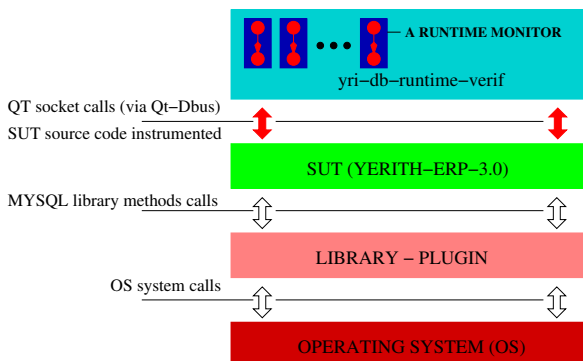 A RUNTIME MONITOR
yri-db-runtime-verif
QT socket calls (via Qt-Dbus)
SUT source code instrumented
SUT (YERITH-ERP-3.0)
MYSQL library methods calls
LIBRARY – PLUGIN
OS system calls
OPERATING SYSTEM (OS)